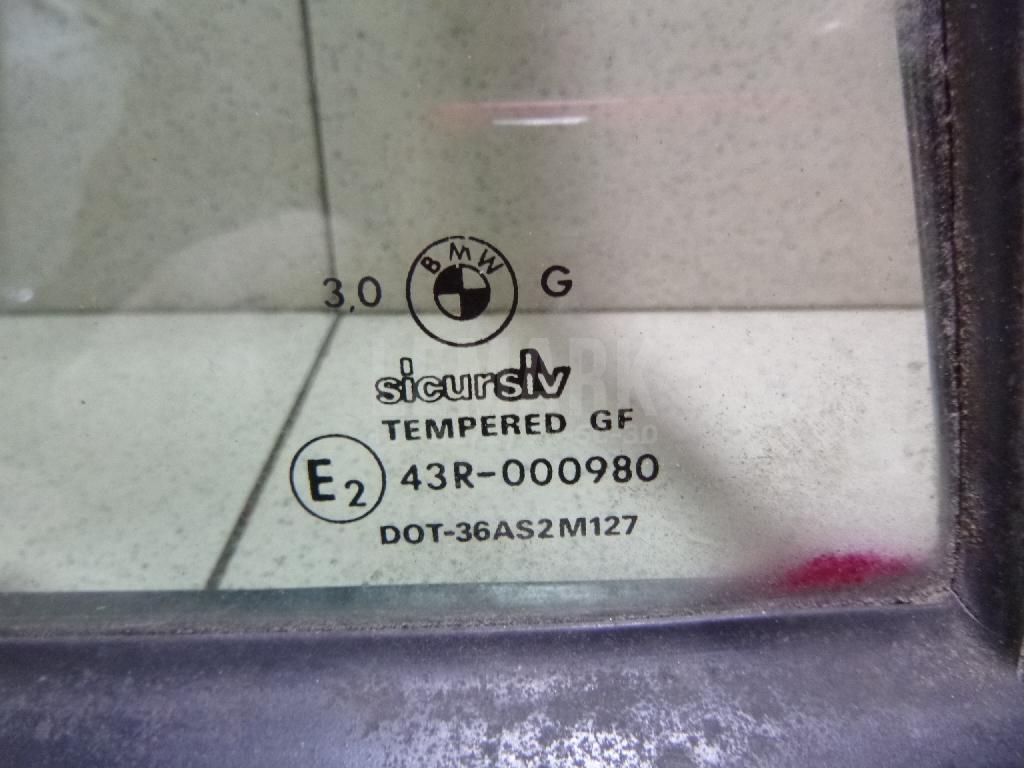 3,0 BMW G
sicursiv
TEMPERED GF
E2 43R-000980
DOT-36AS2M127